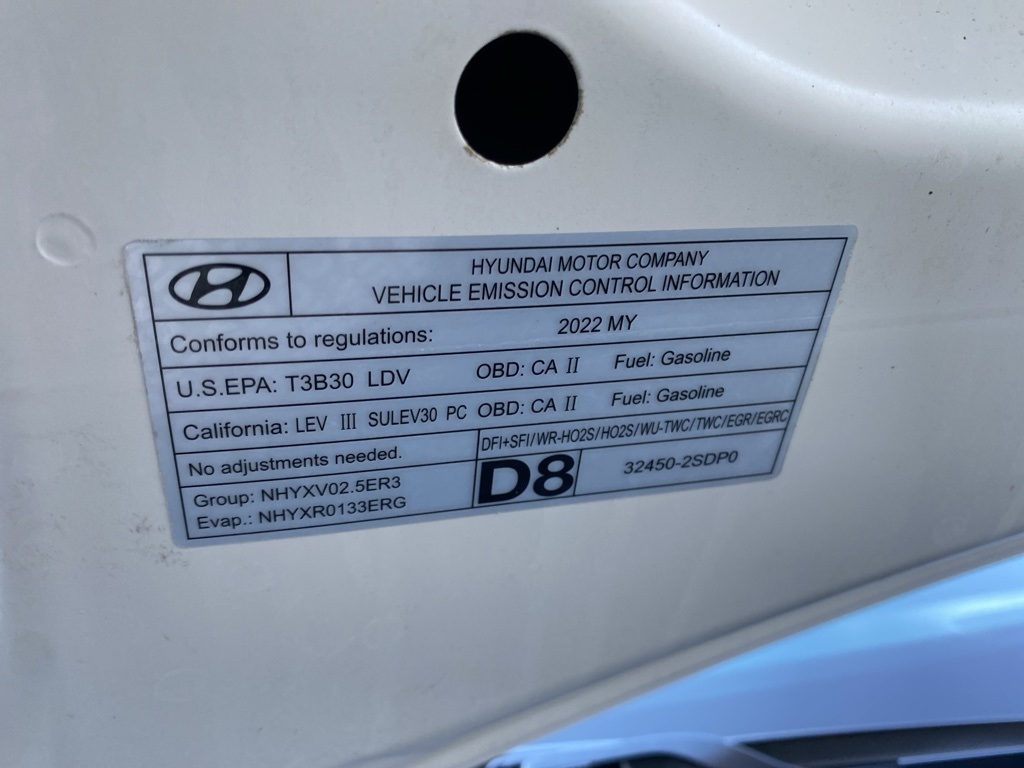 HYUNDAI MOTOR COMPANY
VEHICLE EMISSION CONTROL INFORMATION
Conforms to regulations: 2022 MY
U.S.EPA: T3B30 LDV OBD: CA II Fuel: Gasoline
California: LEV III SULEV30 PC OBD: CA II Fuel: Gasoline
No adjustments needed. DFI+SFI/WR-HO2S/HO2S/WU-TWC/TWC/EGR/EGRC
Group: NHYXV02.5ER3
Evap.: NHYXR0133ERG
D8 32450-2SDP0